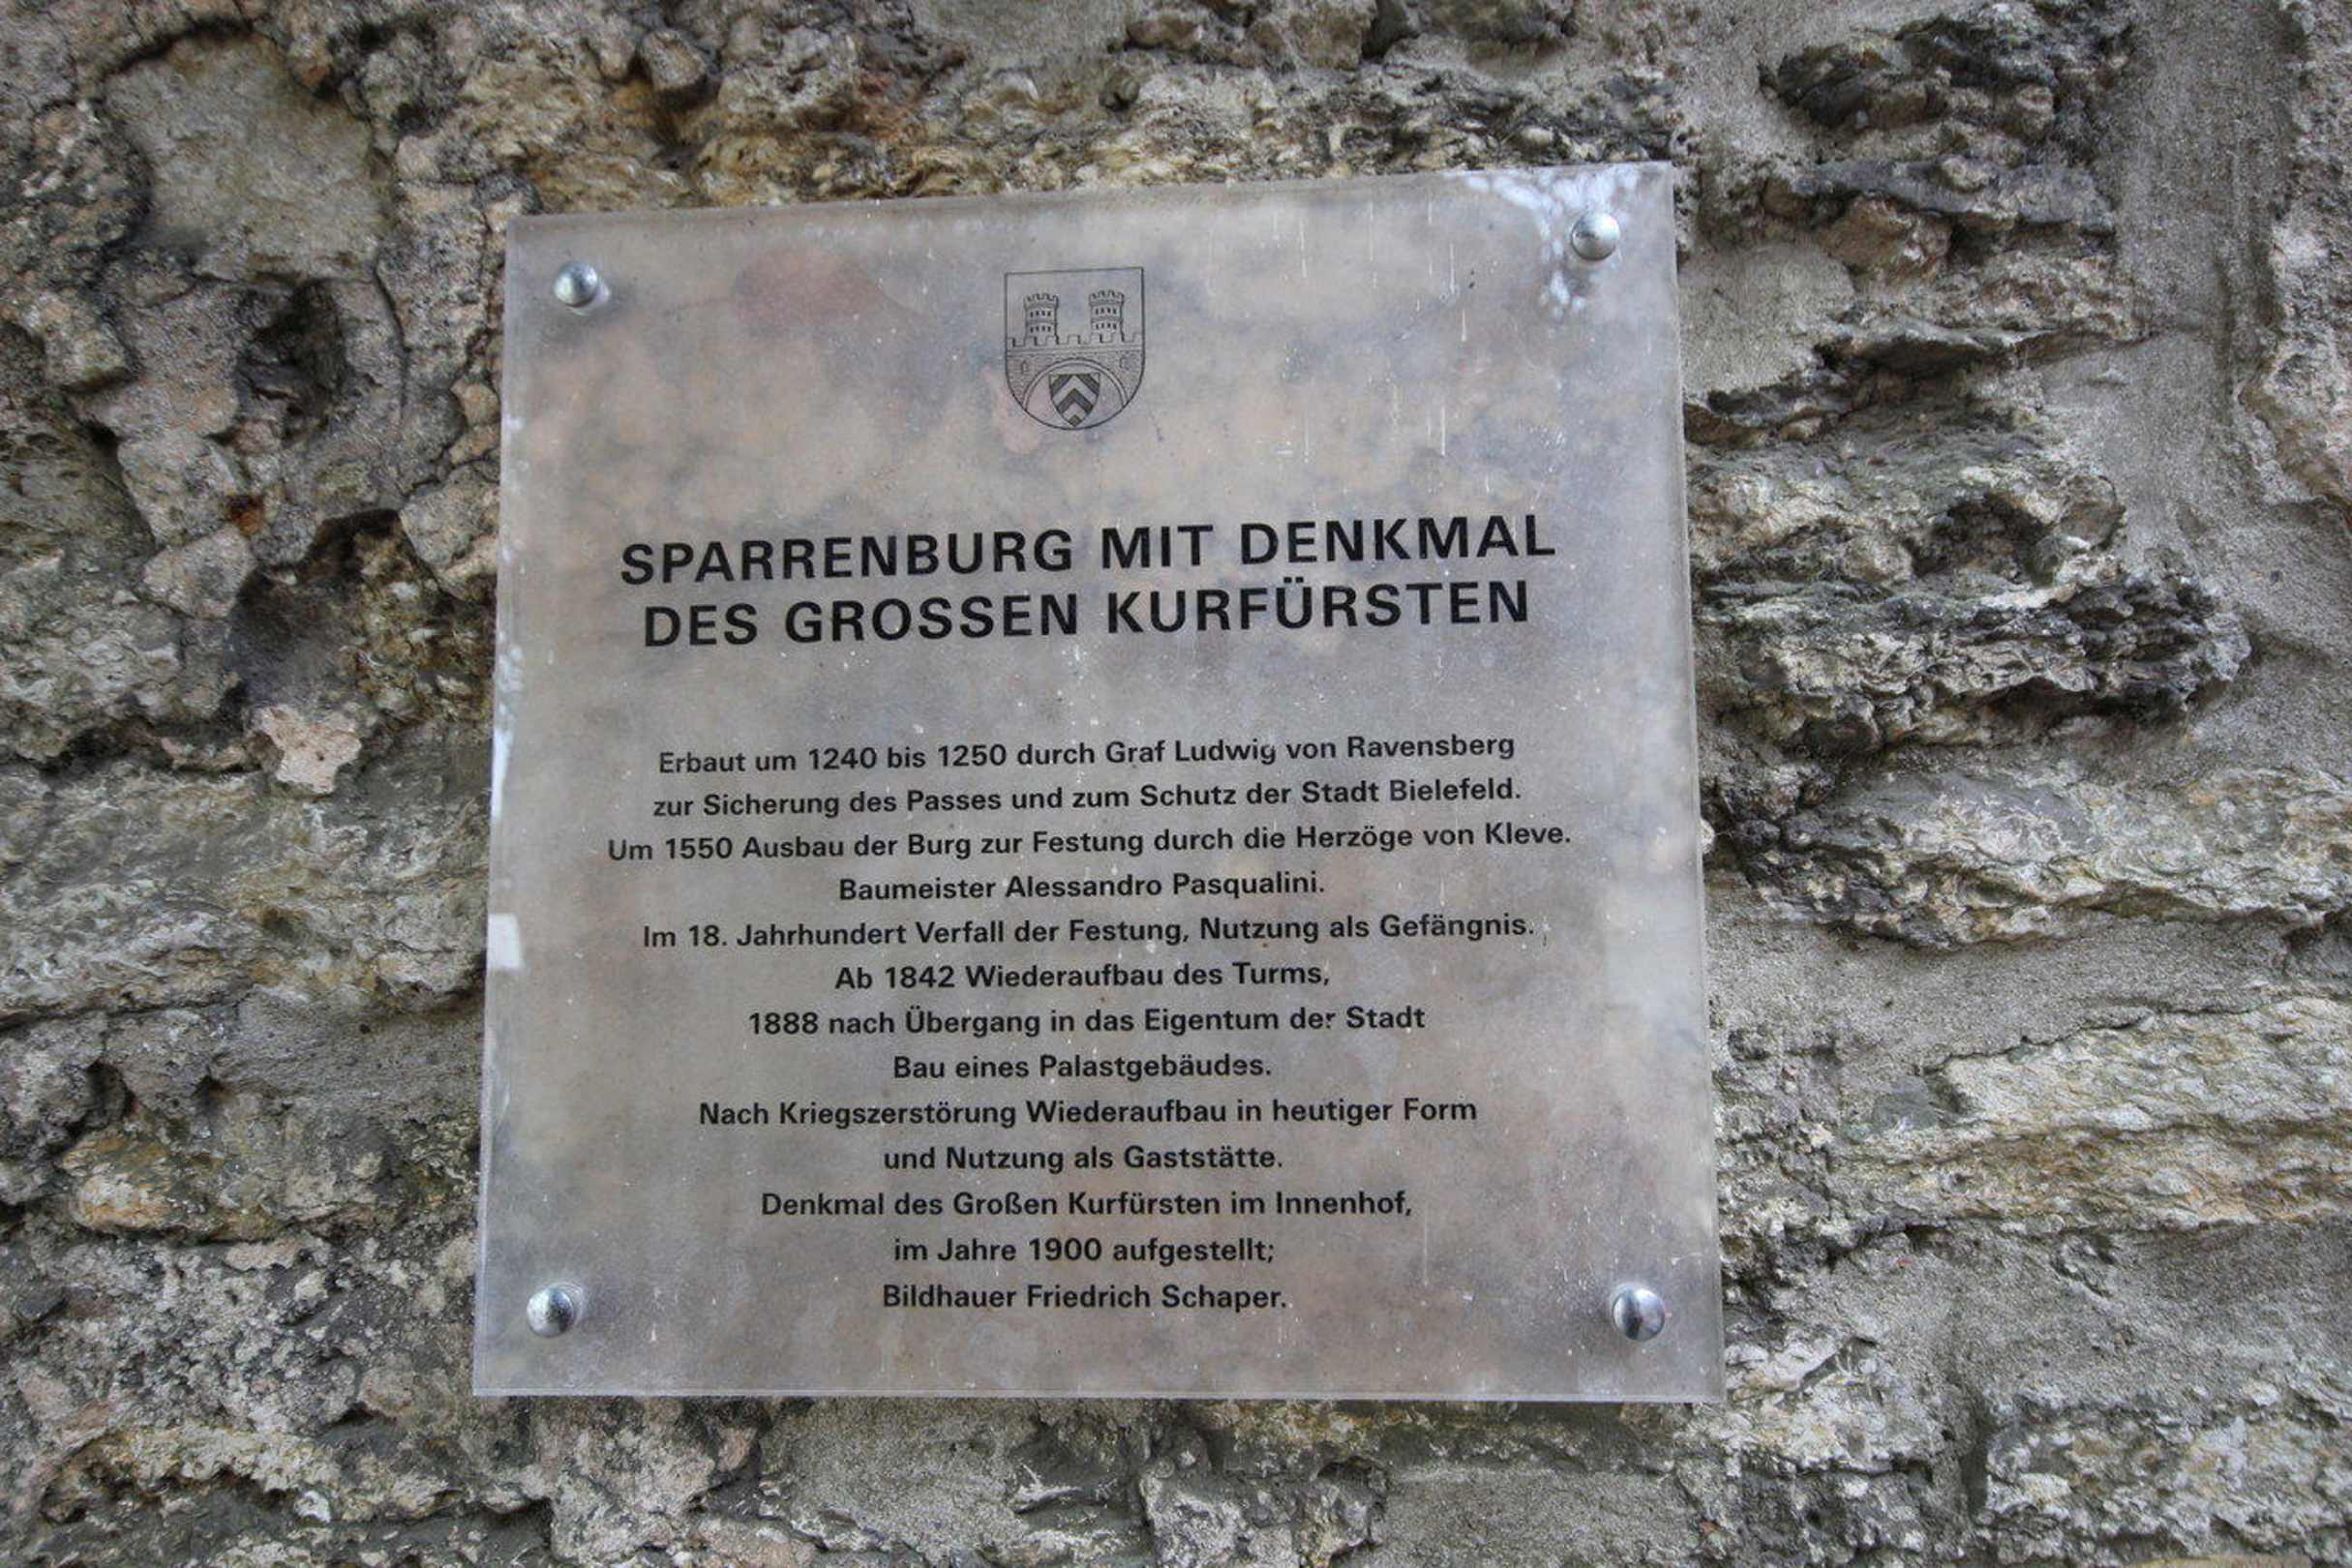 SPARRENBURG MIT DENKMAL
DES GROSSEN KURFÜRSTEN
Erbaut um 1240 bis 1250 durch Graf Ludwig von Ravensberg
zur Sicherung des Passes und zum Schutz der Stadt Bielefeld.
Um 1550 Ausbau der Burg zur Festung durch die Herzöge von Kleve.
Baumeister Alessandro Pasqualini.
Im 18. Jahrhundert Verfall der Festung, Nutzung als Gefängnis.
Ab 1842 Wiederaufbau des Turms,
1888 nach Übergang in das Eigentum der Stadt
Bau eines Palastgebäudes.
Nach Kriegszerstörung Wiederaufbau in heutiger Form
und Nutzung als Gaststätte.
Denkmal des Großen Kurfürsten im Innenhof,
im Jahre 1900 aufgestellt;
Bildhauer Friedrich Schaper.